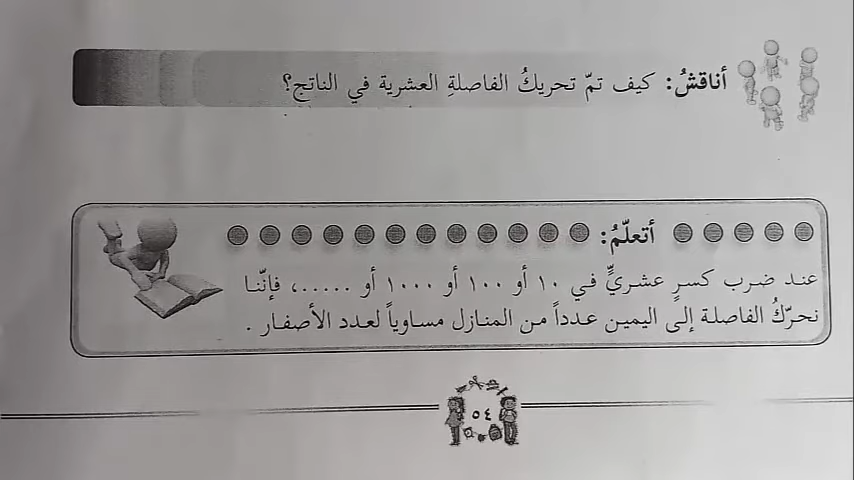 أناقشُ: كيف تمّ تحريكُ الفاصلةِ العشرية في الناتج؟
أتعلّمُ:
عند ضرب كسرٍ عشريٍّ في ١٠ أو ١٠٠ أو ١٠٠٠ أو .....، فإنّنا
نحرّكُ الفاصلة إلى اليمين عدداً من المنازل مساوياً لعدد الأصفار .
٥٤